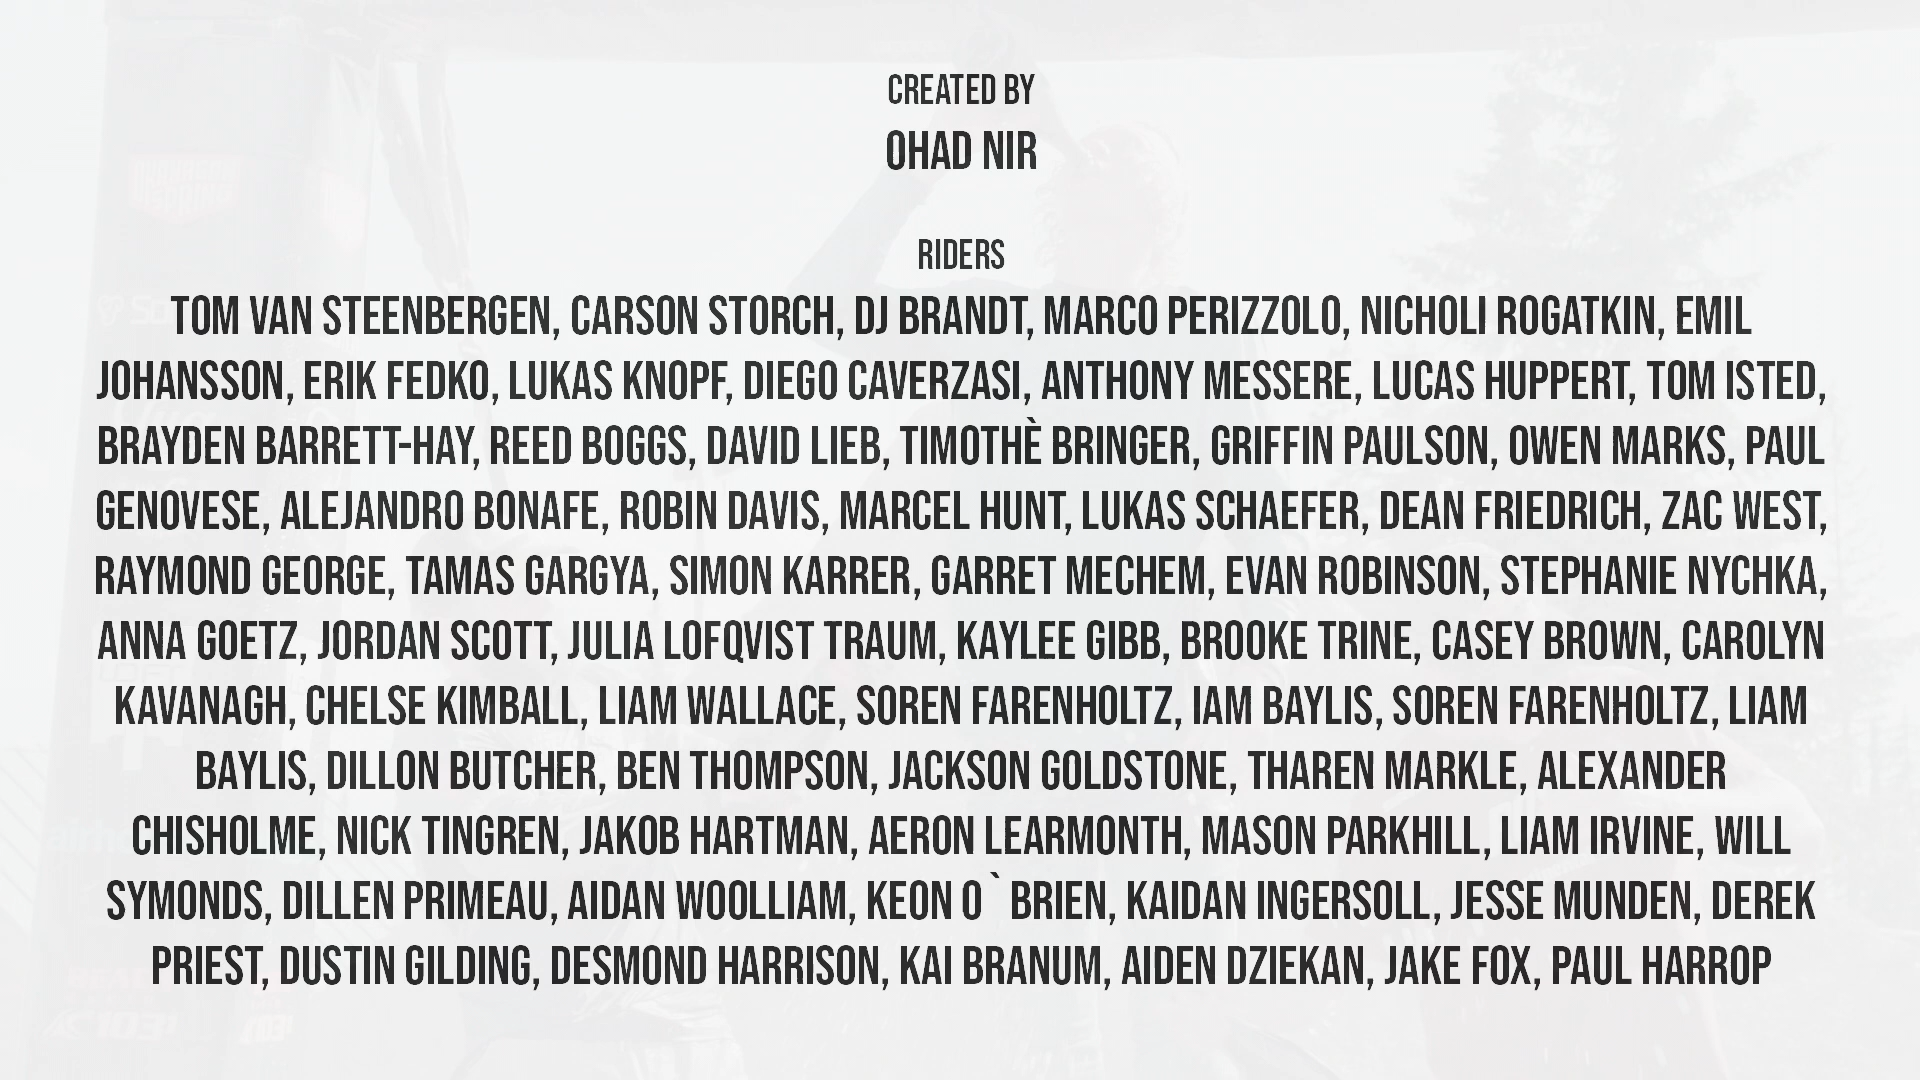 CREATED BY
OHAD NIR
RIDERS
TOM VAN STEENBERGEN, CARSON STORCH, DJ BRANDT, MARCO PERIZZOLO, NICHOLI ROGATKIN, EMIL
JOHANSSON, ERIK FEDKO, LUKAS KNOPF, DIEGO CAVERZASI, ANTHONY MESSERE, LUCAS HUPPERT, TOM ISTED,
BRAYDEN BARRETT-HAY, REED BOGGS, DAVID LIEB, TIMOTHÈ BRINGER, GRIFFIN PAULSON, OWEN MARKS, PAUL
GENOVESE, ALEJANDRO BONAFE, ROBIN DAVIS, MARCEL HUNT, LUKAS SCHAEFER, DEAN FRIEDRICH, ZAC WEST,
RAYMOND GEORGE, TAMAS GARGYA, SIMON KARRER, GARRET MECHEM, EVAN ROBINSON, STEPHANIE NYCHKA,
ANNA GOETZ, JORDAN SCOTT, JULIA LOFQVIST TRAUM, KAYLEE GIBB, BROOKE TRINE, CASEY BROWN, CAROLYN
KAVANAGH, CHELSE KIMBALL, LIAM WALLACE, SOREN FARENHOLTZ, IAM BAYLIS, SOREN FARENHOLTZ, LIAM
BAYLIS, DILLON BUTCHER, BEN THOMPSON, JACKSON GOLDSTONE, THAREN MARKLE, ALEXANDER
CHISHOLME, NICK TINGREN, JAKOB HARTMAN, AERON LEARMONTH, MASON PARKHILL, LIAM IRVINE, WILL
SYMONDS, DILLEN PRIMEAU, AIDAN WOOLLIAM, KEON O`BRIEN, KAIDAN INGERSOLL, JESSE MUNDEN, DEREK
PRIEST, DUSTIN GILDING, DESMOND HARRISON, KAI BRANUM, AIDEN DZIEKAN, JAKE FOX, PAUL HARROP